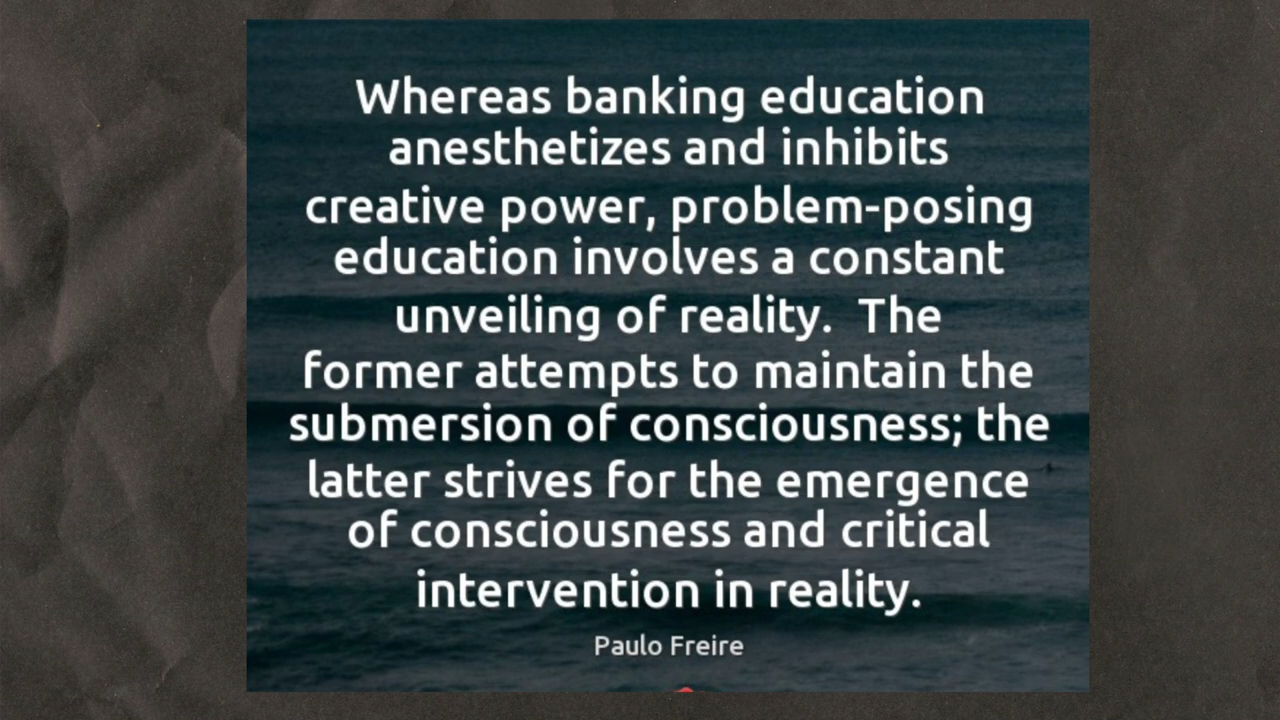 Whereas banking education
anesthetizes and inhibits
creative power, problem-posing
education involves a constant
unveiling of reality.  The
former attempts to maintain the
submersion of consciousness; the
latter strives for the emergence
of consciousness and critical
intervention in reality.
Paulo Freire